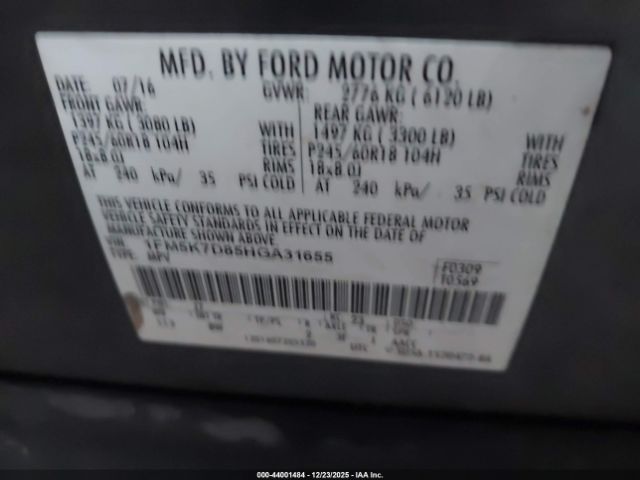 MFD. BY FORD MOTOR CO.
DATE: 07/16 GVWR: 2776 KG ( 6120 LB)
FRONT GAWR: REAR GAWR:
1397 KG ( 3080 LB) WITH 1497 KG ( 3300 LB) WITH
P245/60R18 104H TIRES P245/60R18 104H TIRES
18x8.0J RIMS 18x8.0J RIMS
AT 240 kPa/ 35 PSI COLD AT 240 kPa/ 35 PSI COLD
THIS VEHICLE CONFORMS TO ALL APPLICABLE FEDERAL MOTOR
VEHICLE SAFETY STANDARDS IN EFFECT ON THE DATE OF
MANUFACTURE SHOWN ABOVE.
VIN: 1FM5K7D85HGA31655 F0309
TYPE: MPV T0569
000-44001484 | 12/23/2025 | IAA Inc.